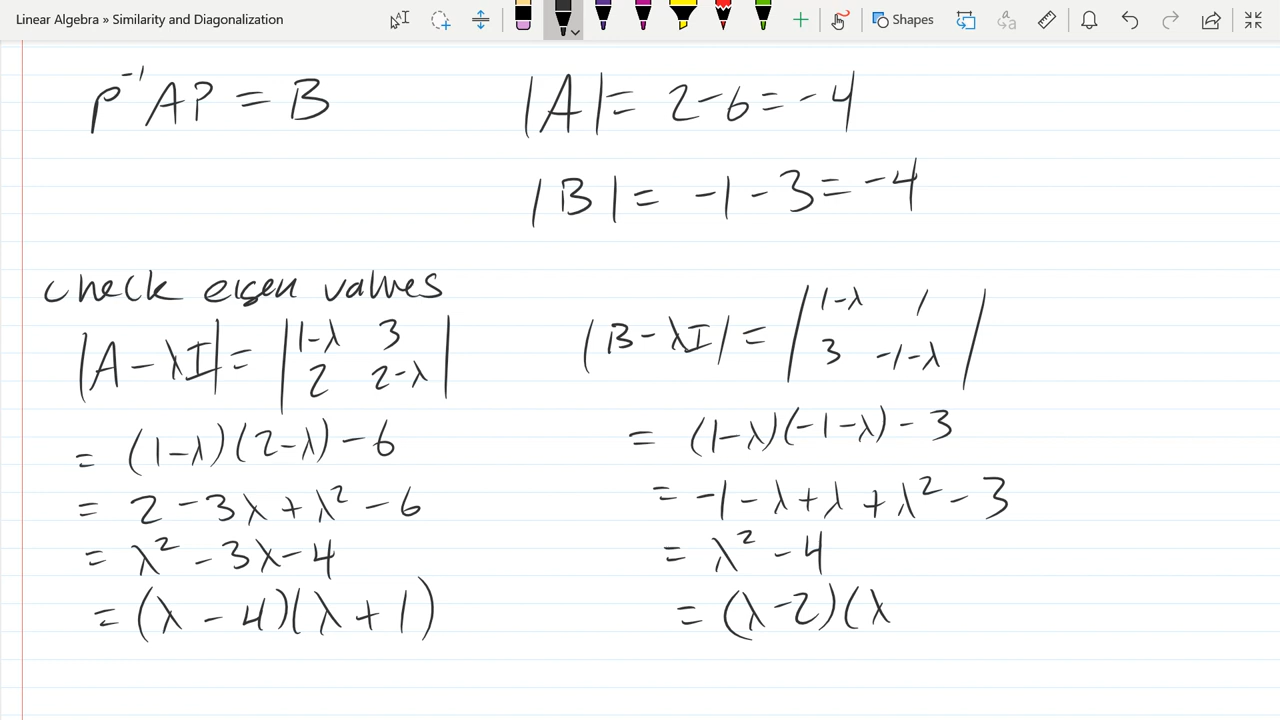 Linear Algebra » Similarity and Diagonalization
Shapes
P⁻¹AP = B
|A| = 2-6 = -4
|B| = -1-3 = -4
check eigen values
|A-λI| = |1-λ 3
2 2-λ|
= (1-λ)(2-λ)-6
= 2-3λ+λ²-6
= λ²-3λ-4
= (λ-4)(λ+1)
|B-λI| = |1-λ 1
3 -1-λ|
= (1-λ)(-1-λ)-3
= -1-λ+λ+λ²-3
= λ²-4
= (λ-2)(λ